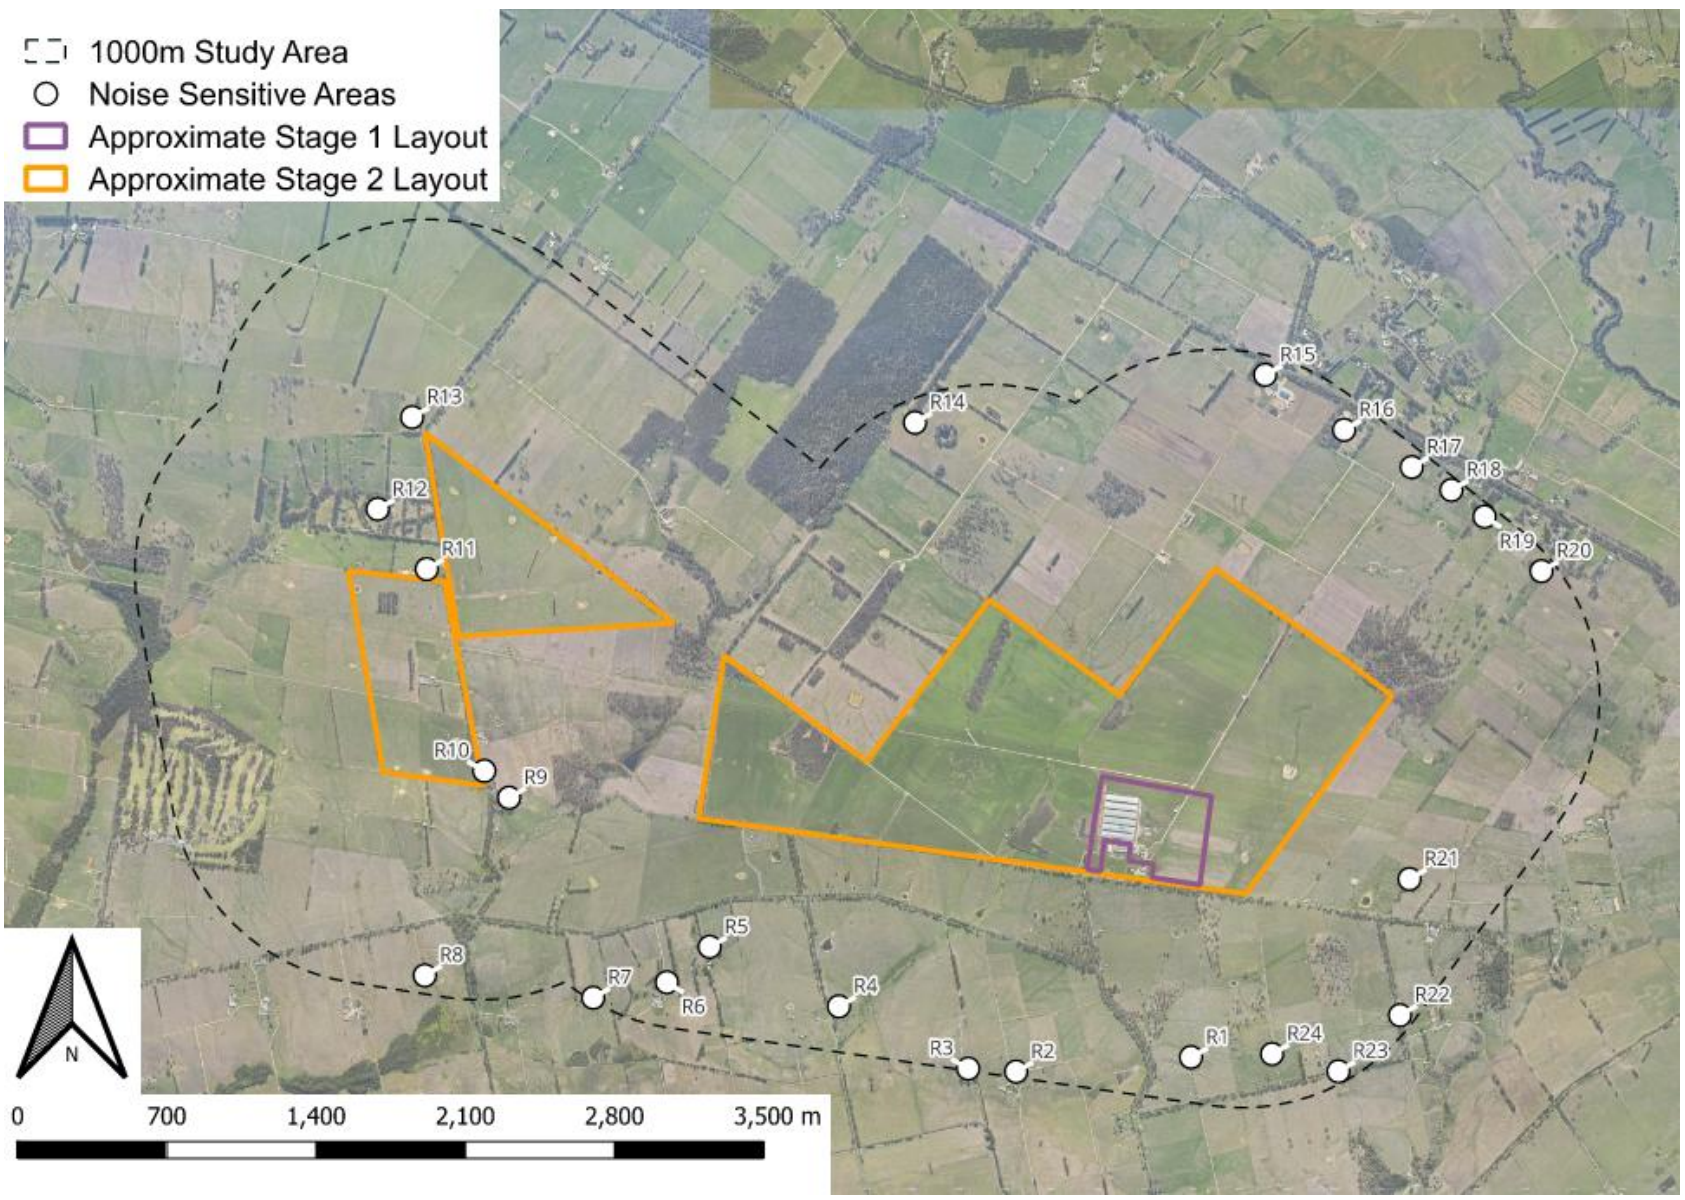 1000m Study Area
Noise Sensitive Areas
Approximate Stage 1 Layout
Approximate Stage 2 Layout
R15
R13
R14
R16
R17
R18
R12
R19
R20
R11
R10
R9
R21
R5
R8
R7
R6
R4
R22
R3
R2
R1
R24
R23
N
0 700 1,400 2,100 2,800 3,500 m